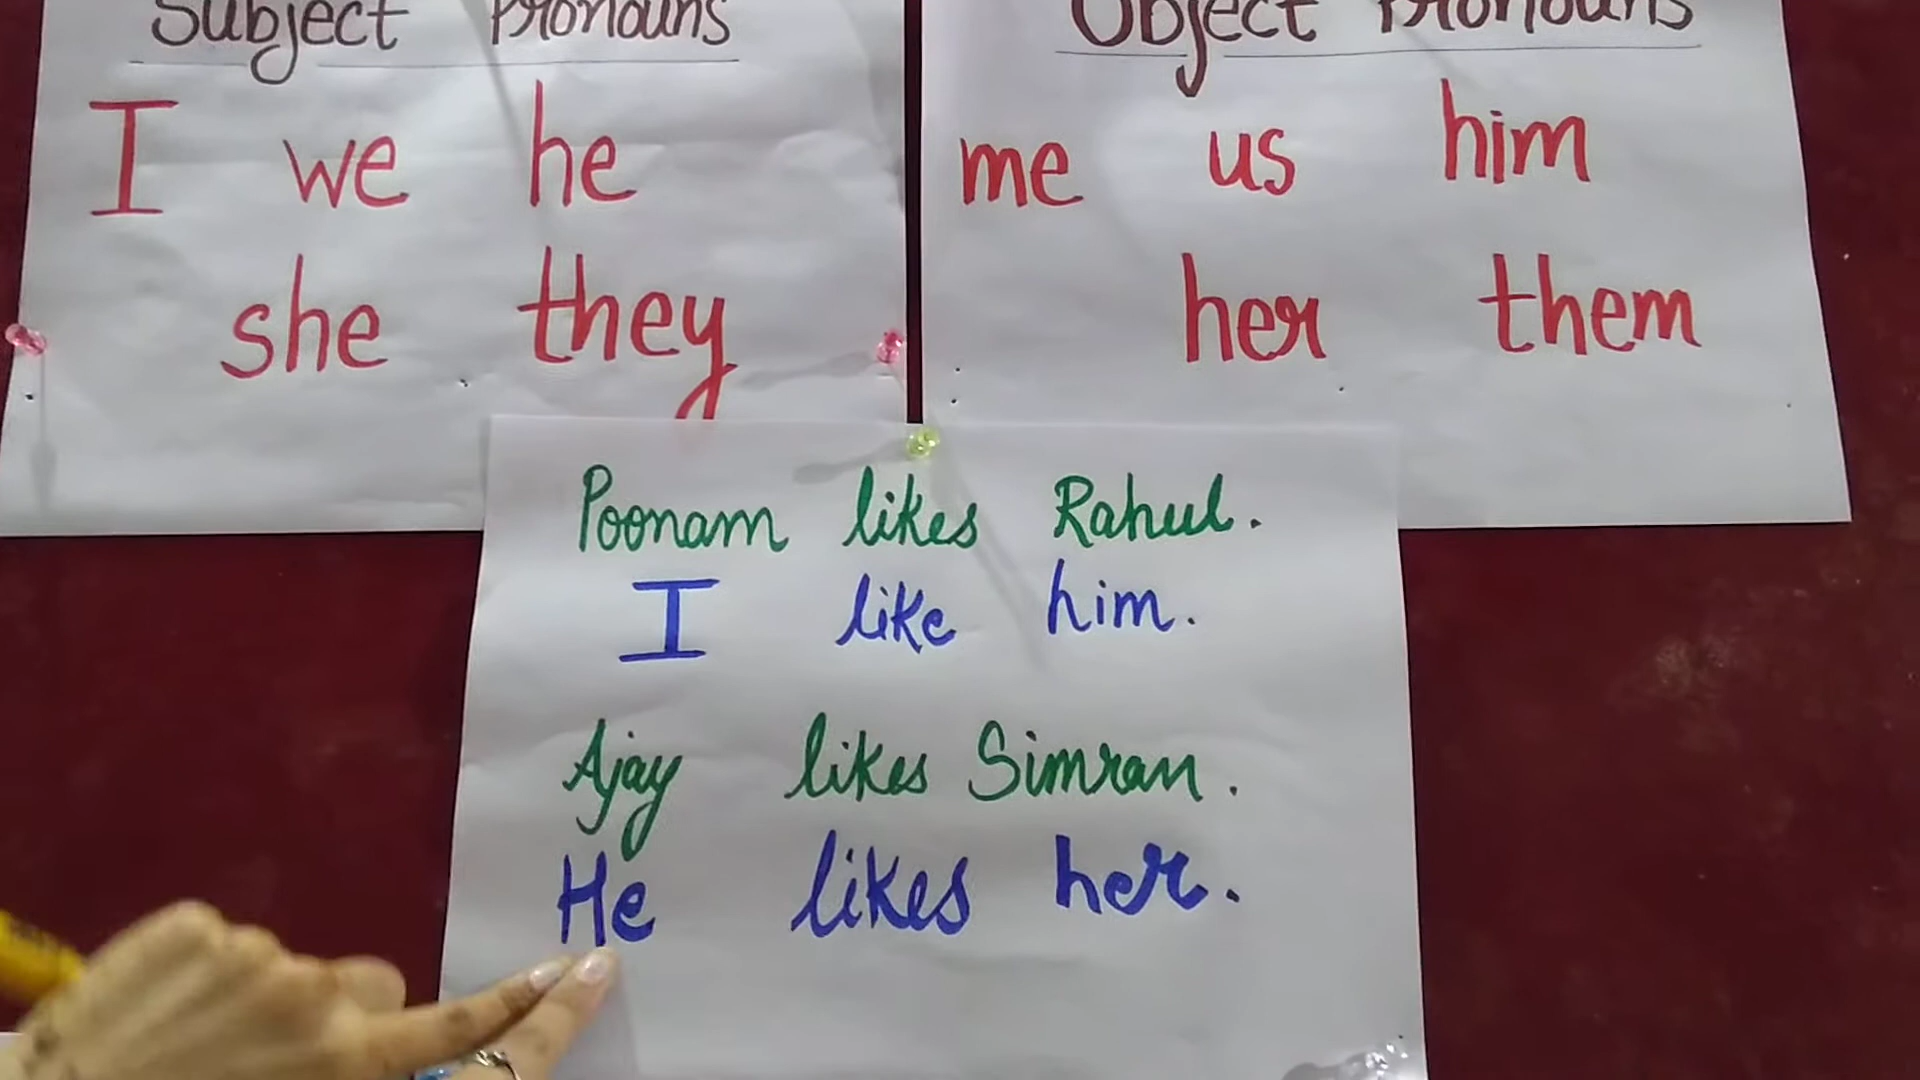 Subject Pronouns
I we he
she they
Object Pronouns
me us him
her them
Poonam likes Rahul.
I like him.
Ajay likes Simran.
He likes her.